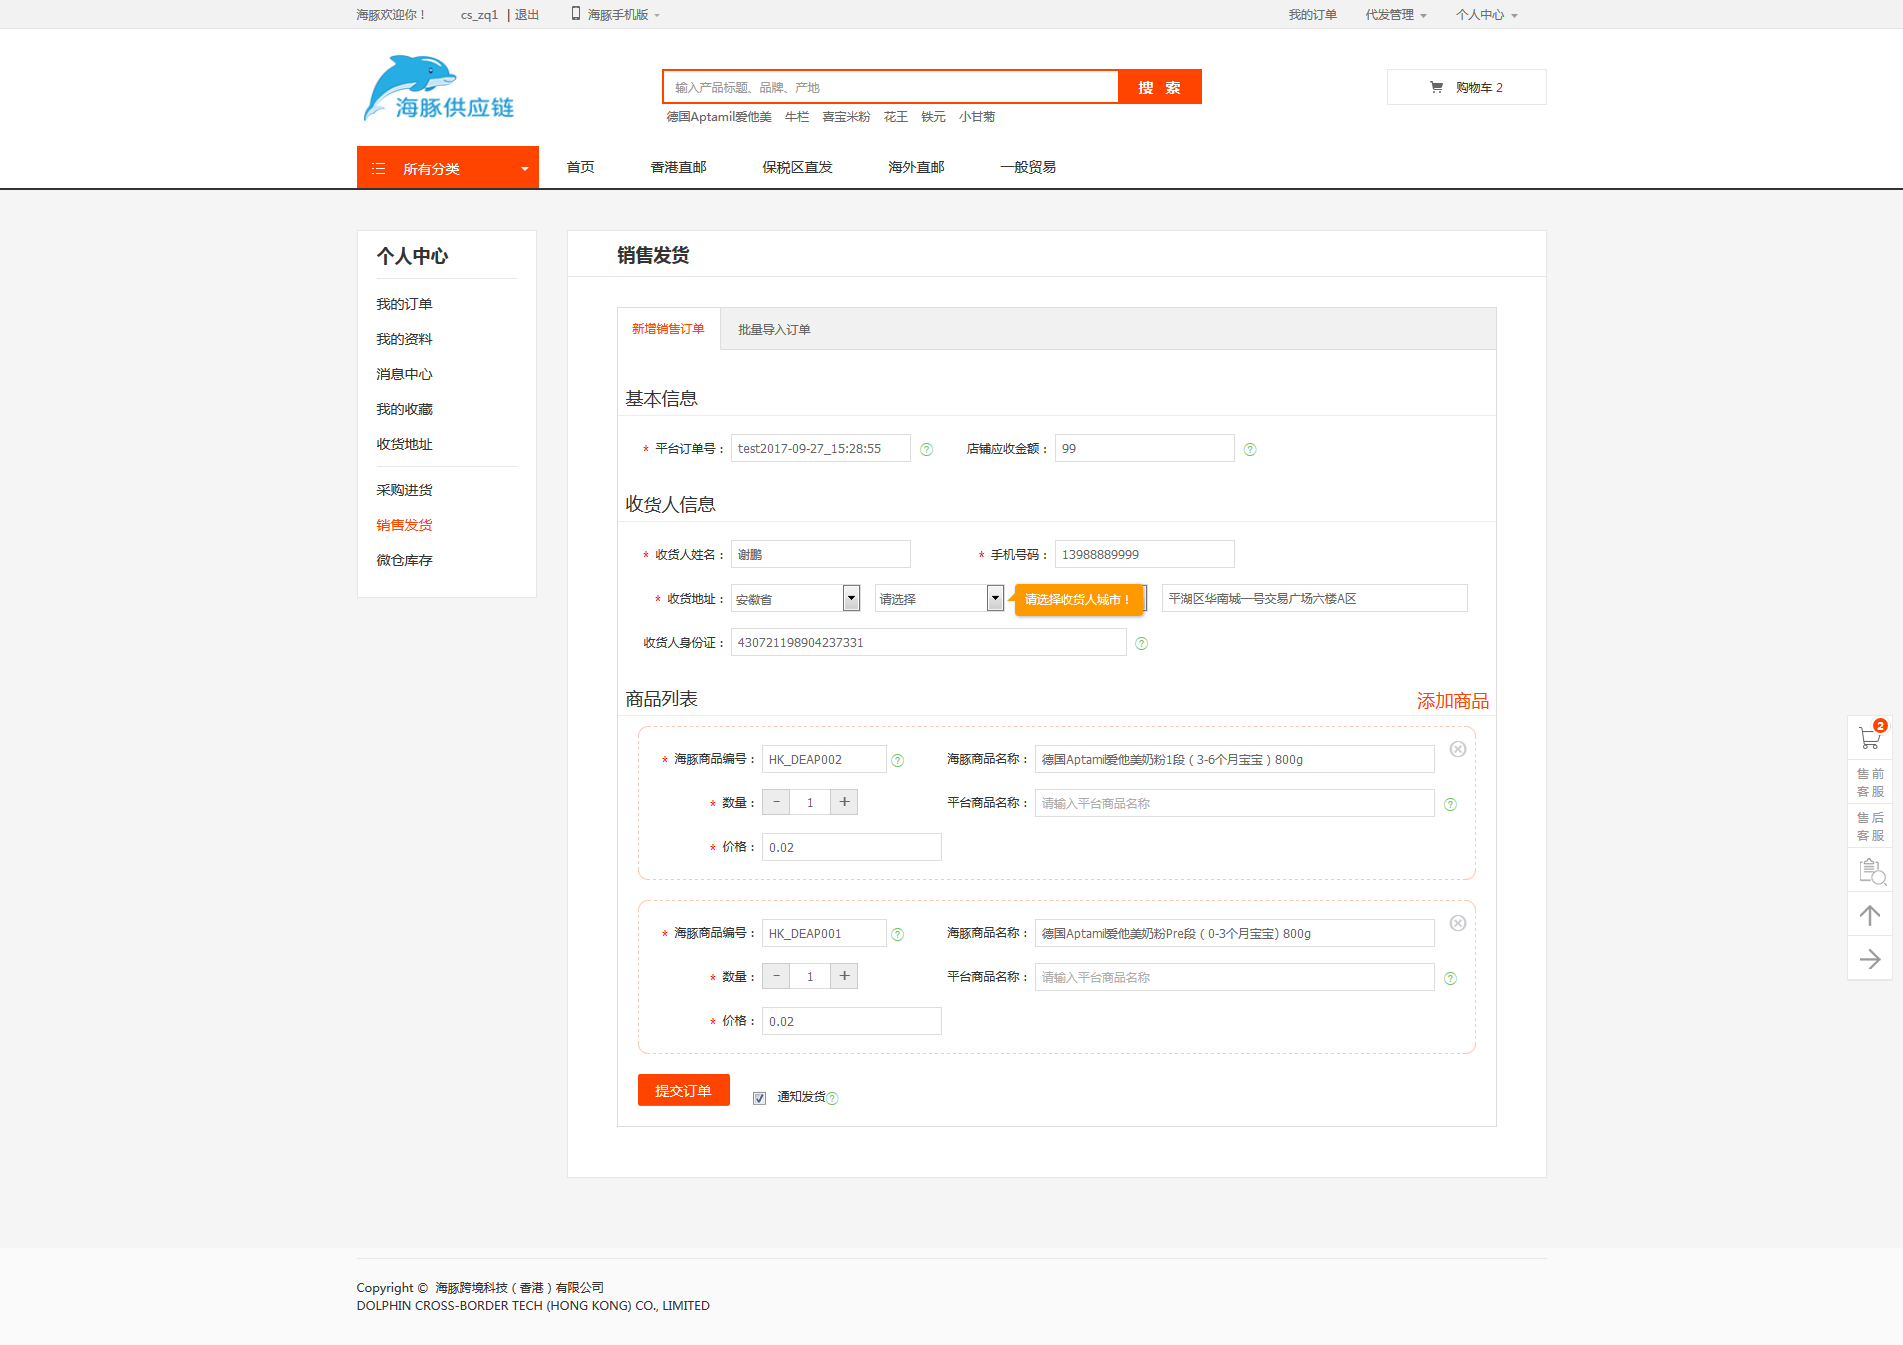 海豚欢迎你！ cs_zq1 | 退出 海豚手机版 我的订单 代发管理 个人中心
海豚供应链
输入产品标题、品牌、产地 搜 索
购物车 2
德国Aptamil爱他美 牛栏 喜宝米粉 花王 铁元 小甘菊
所有分类 首页 香港直邮 保税区直发 海外直邮 一般贸易
个人中心
我的订单
我的资料
消息中心
我的收藏
收货地址
采购进货
销售发货
微仓库存
销售发货
新增销售订单 批量导入订单
基本信息
* 平台订单号： test2017-09-27_15:28:55 ? 店铺应收金额： 99 ?
收货人信息
* 收货人姓名： 谢鹏 * 手机号码： 13988889999
* 收货地址： 安徽省 请选择 请选择收货人城市！ 平湖区华南城一号交易广场六楼A区
收货人身份证： 430721198904237331 ?
商品列表 添加商品
* 海豚商品编号： HK_DEAP002 ? 海豚商品名称： 德国Aptamil爱他美奶粉1段（3-6个月宝宝）800g
* 数量： - 1 + 平台商品名称： 请输入平台商品名称 ?
* 价格： 0.02
* 海豚商品编号： HK_DEAP001 ? 海豚商品名称： 德国Aptamil爱他美奶粉Pre段（0-3个月宝宝) 800g
* 数量： - 1 + 平台商品名称： 请输入平台商品名称 ?
* 价格： 0.02
提交订单 通知发货 ?
2
售前
客服
售后
客服
Copyright © 海豚跨境科技（香港）有限公司
DOLPHIN CROSS-BORDER TECH (HONG KONG) CO., LIMITED